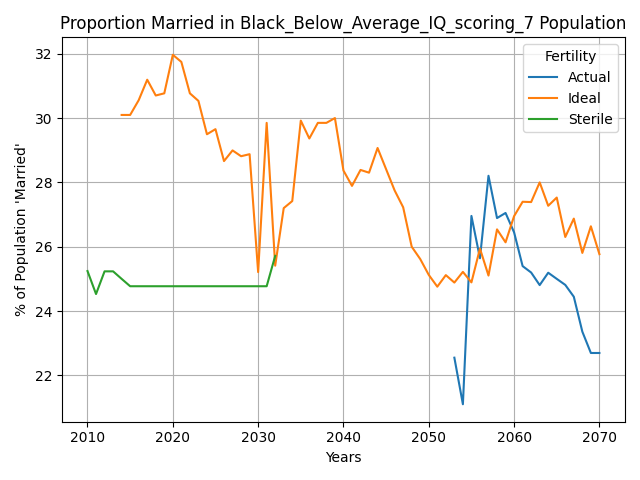 Proportion Married in Black_Below_Average_IQ_scoring_7 Population
% of Population 'Married'
32
30
28
26
24
22
Fertility
Actual
Ideal
Sterile
2010 2020 2030 2040 2050 2060 2070
Years